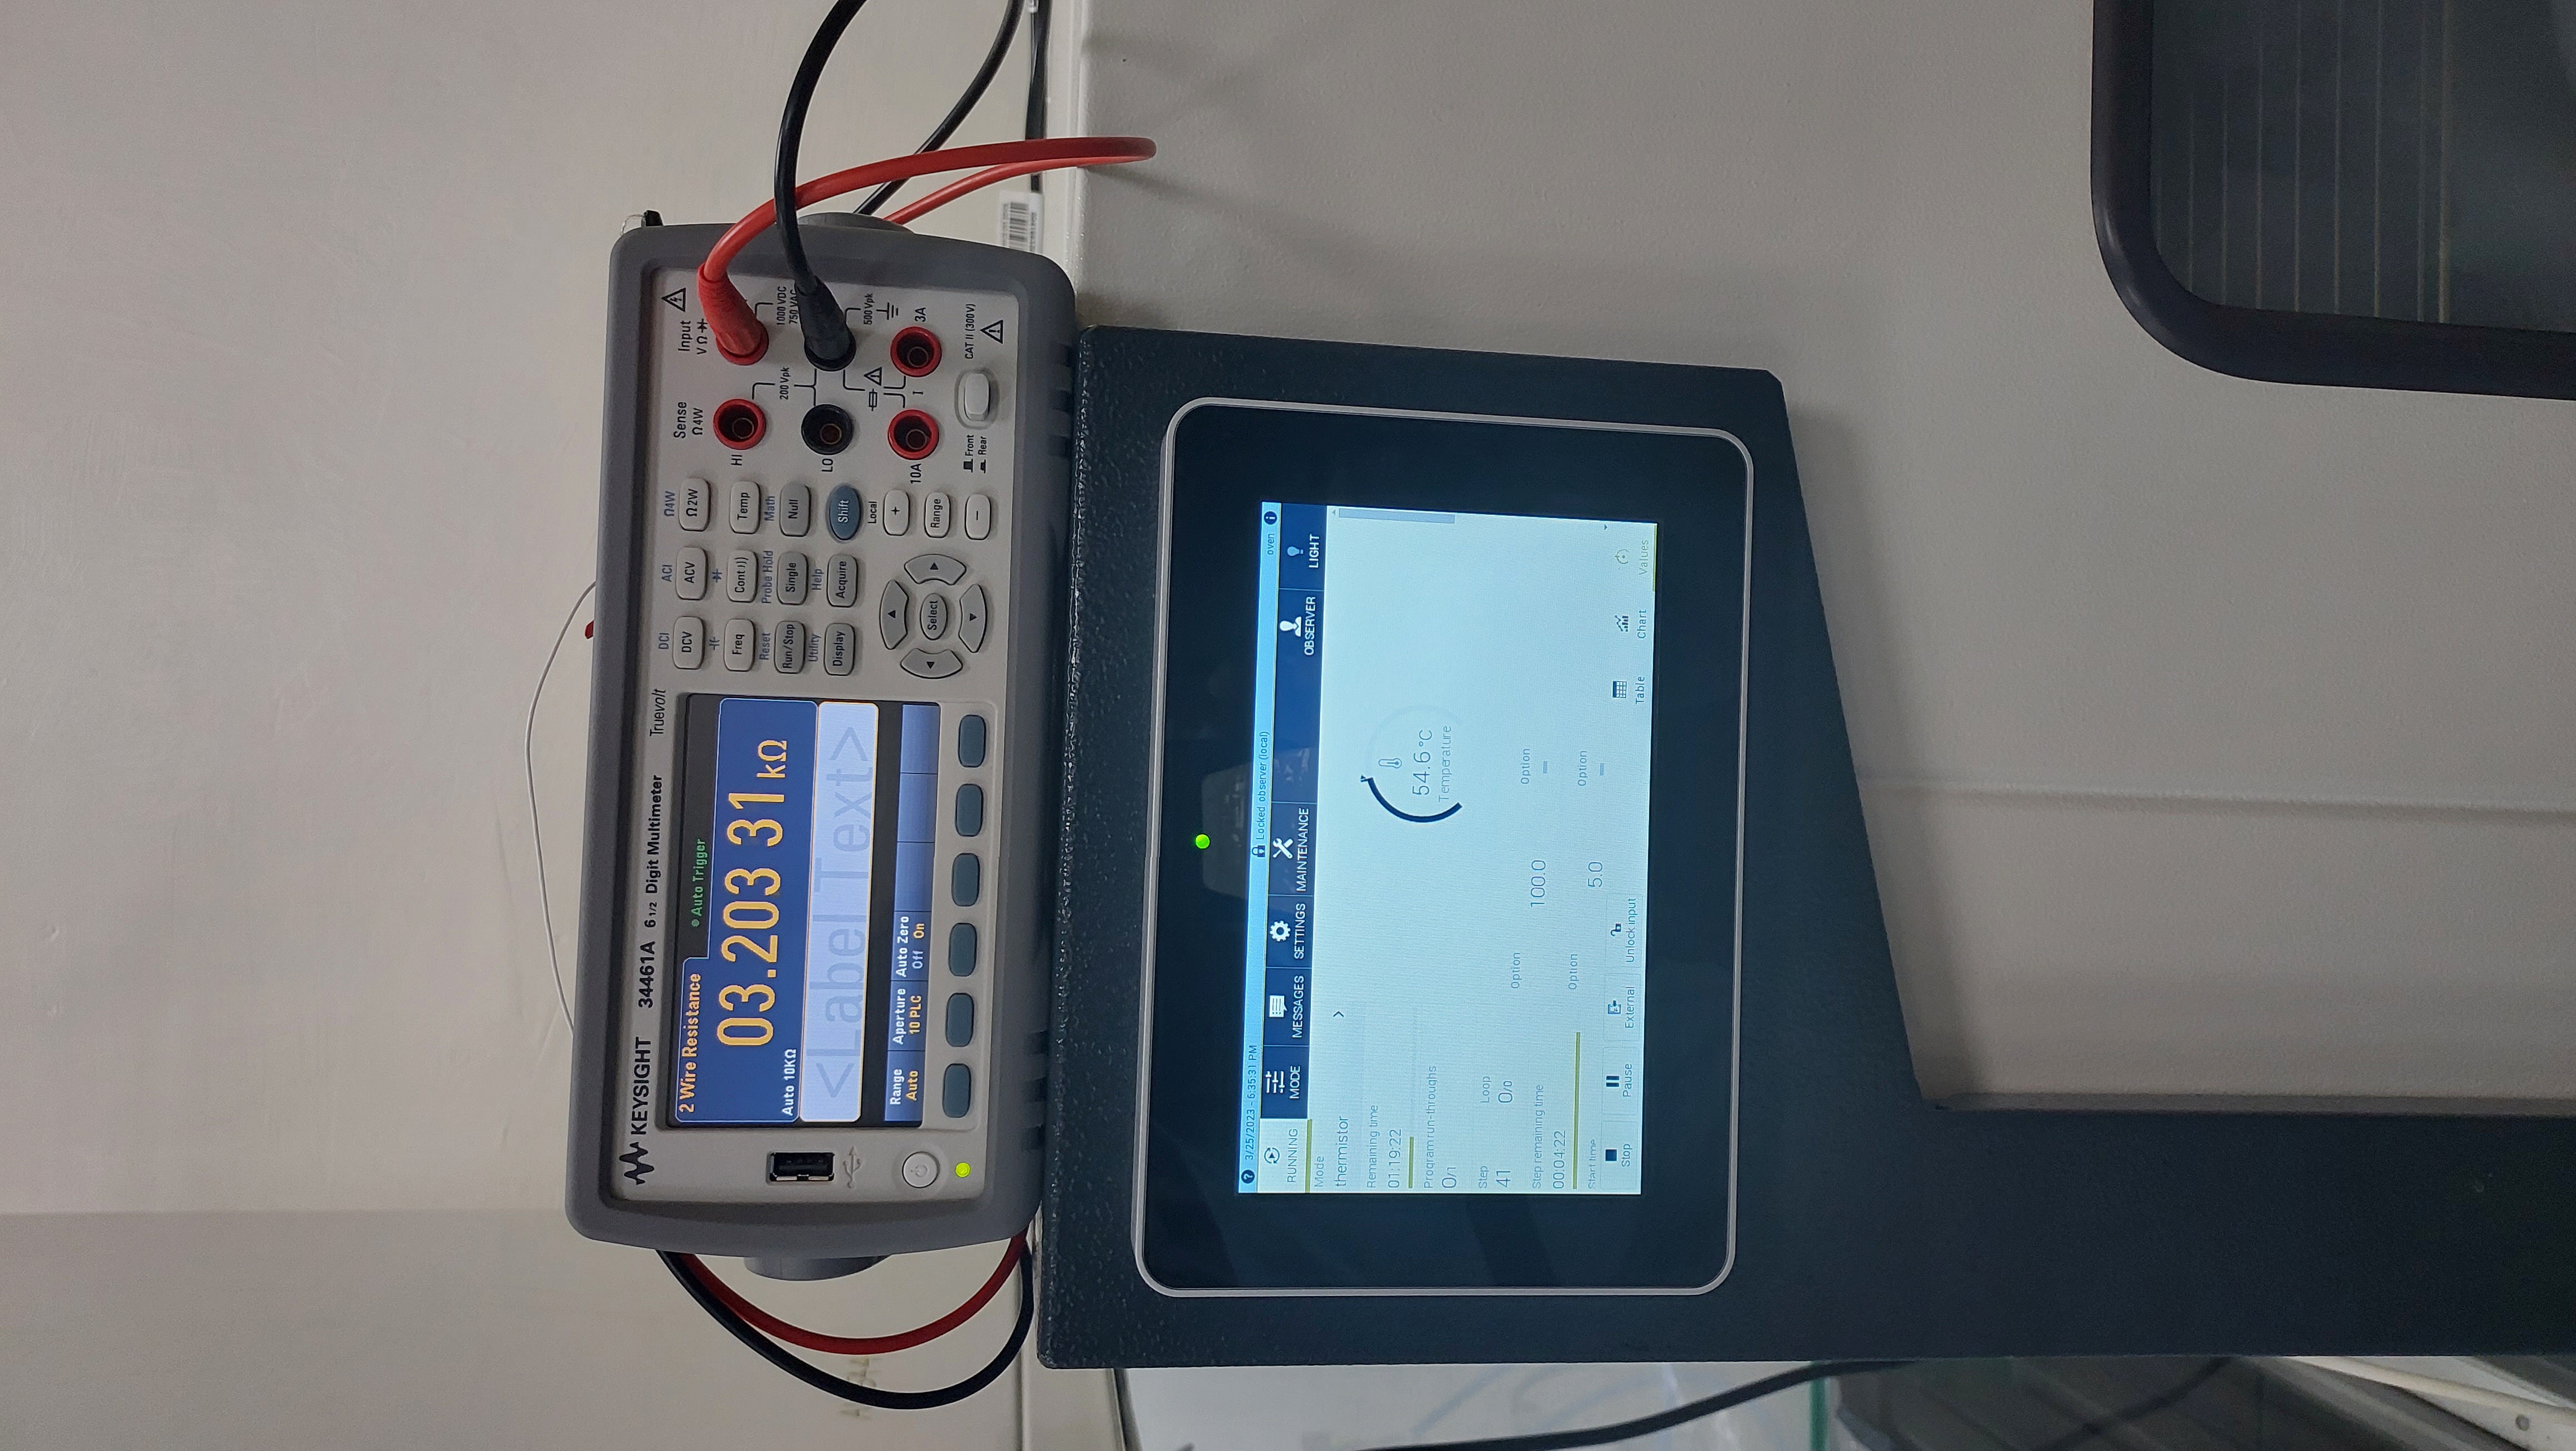 KEYSIGHT 34461A 6 1/2 Digit Multimeter Truevolt
2 Wire Resistance
Auto Trigger
03.203 31 kΩ
Auto 10KΩ
<Label Text>
Range Aperture Auto Zero
Auto 10 PLC Off On
DCI ACI Ω4W
DCV ACV Ω2W
Freq Cont Temp
Reset Probe Hold Math
Run/Stop Single Null
Utility Help
Display Acquire Shift
Local
+
Select
Range
−
Sense
Ω4W
Input
VΩ
HI
200 Vpk
1000 VDC
750 VAC
LO
500 Vpk
10A I 3A
Front
Rear
CAT II (300V)
3/25/2023 - 6:35:31 PM Locked observer (local) oven
RUNNING MODE MESSAGES SETTINGS MAINTENANCE OBSERVER LIGHT
Mode
thermistor
Remaining time
01:19:22
Program run-throughs
0/1
Step Loop
41 0/0
Step remaining time
00:04:22
Start time
54.6 °C
Temperature
Option
100.0
Option
Option
5.0
Option
Stop Pause External Unlock input Table Chart Values